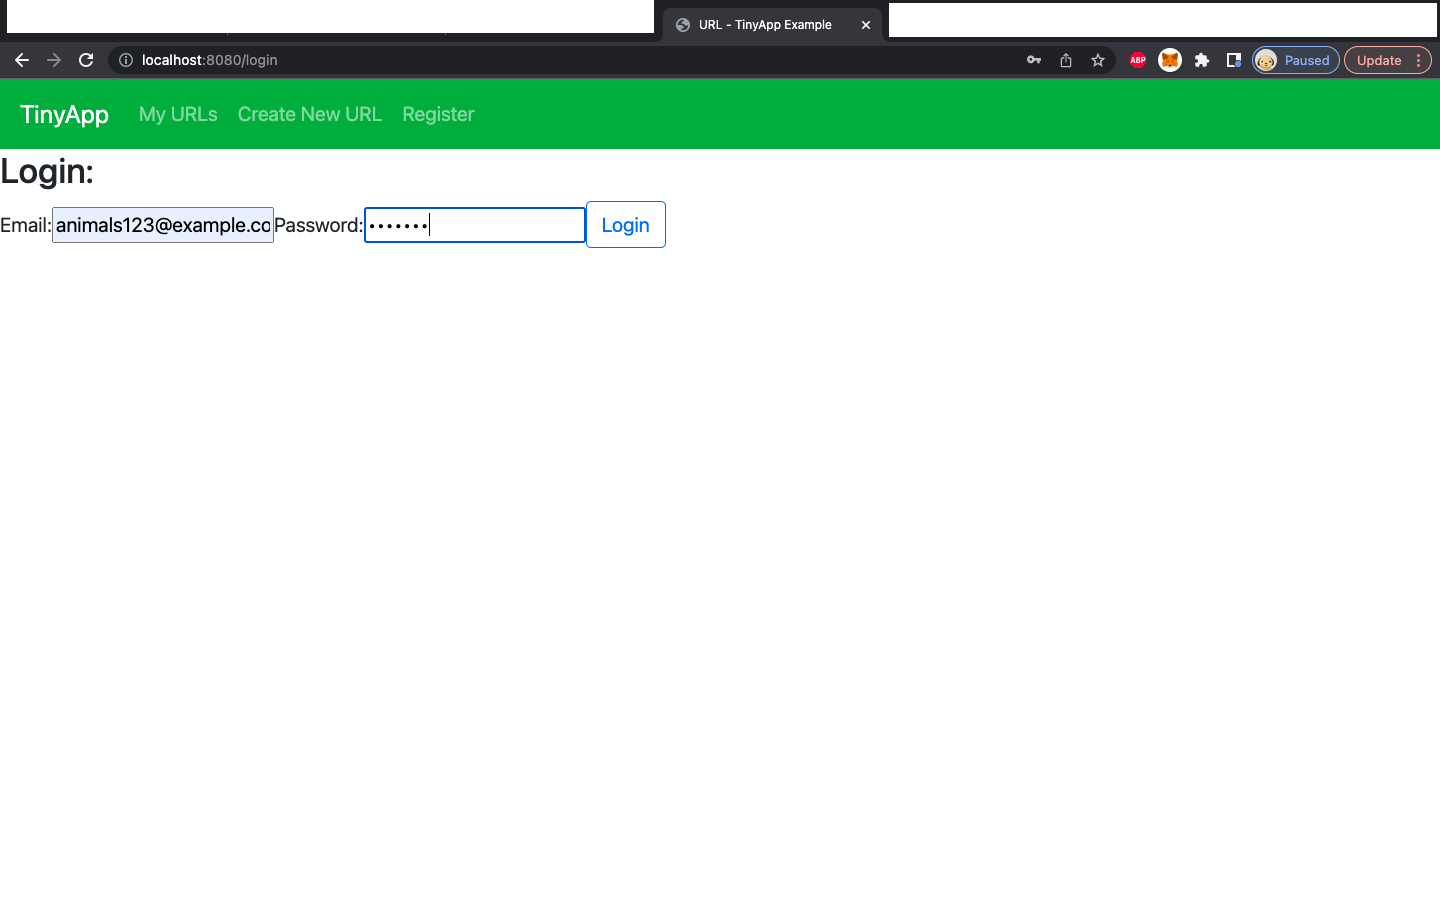 URL - TinyApp Example
localhost:8080/login
ABP
Paused
Update
TinyApp My URLs Create New URL Register
Login:
Email: animals123@example.co Password: ••••••• Login